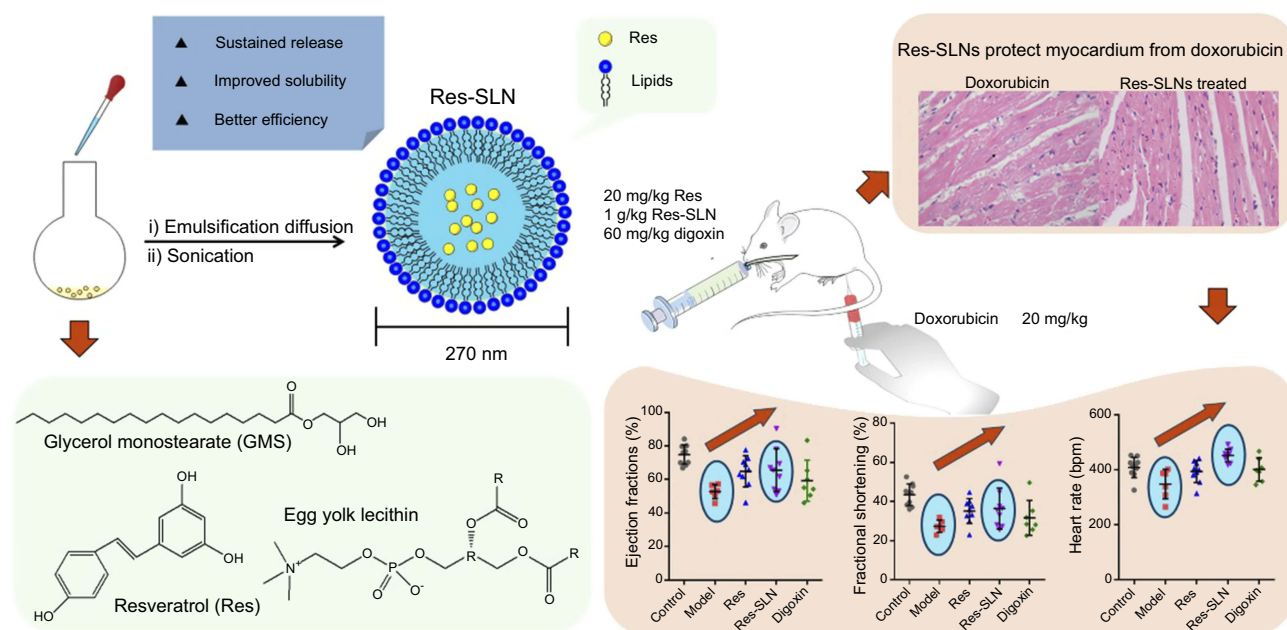 ▲ Sustained release
▲ Improved solubility
▲ Better efficiency
Res
Lipids
Res-SLN
i) Emulsification diffusion
ii) Sonication
270 nm
20 mg/kg Res
1 g/kg Res-SLN
60 mg/kg digoxin
Doxorubicin 20 mg/kg
Res-SLNs protect myocardium from doxorubicin
Doxorubicin Res-SLNs treated
O
O
OH
OH
Glycerol monostearate (GMS)
OH
OH
HO
Resveratrol (Res)
Egg yolk lecithin
R
O
O
N+
O
P
O
O
O-
R
O
R
O
Ejection fractions (%)
100
80
60
40
20
0
Control
Model
Res
Res-SLN
Digoxin
Fractional shortening (%)
80
60
40
20
0
Control
Model
Res
Res-SLN
Digoxin
Heart rate (bpm)
600
400
200
0
Control
Model
Res
Res-SLN
Digoxin